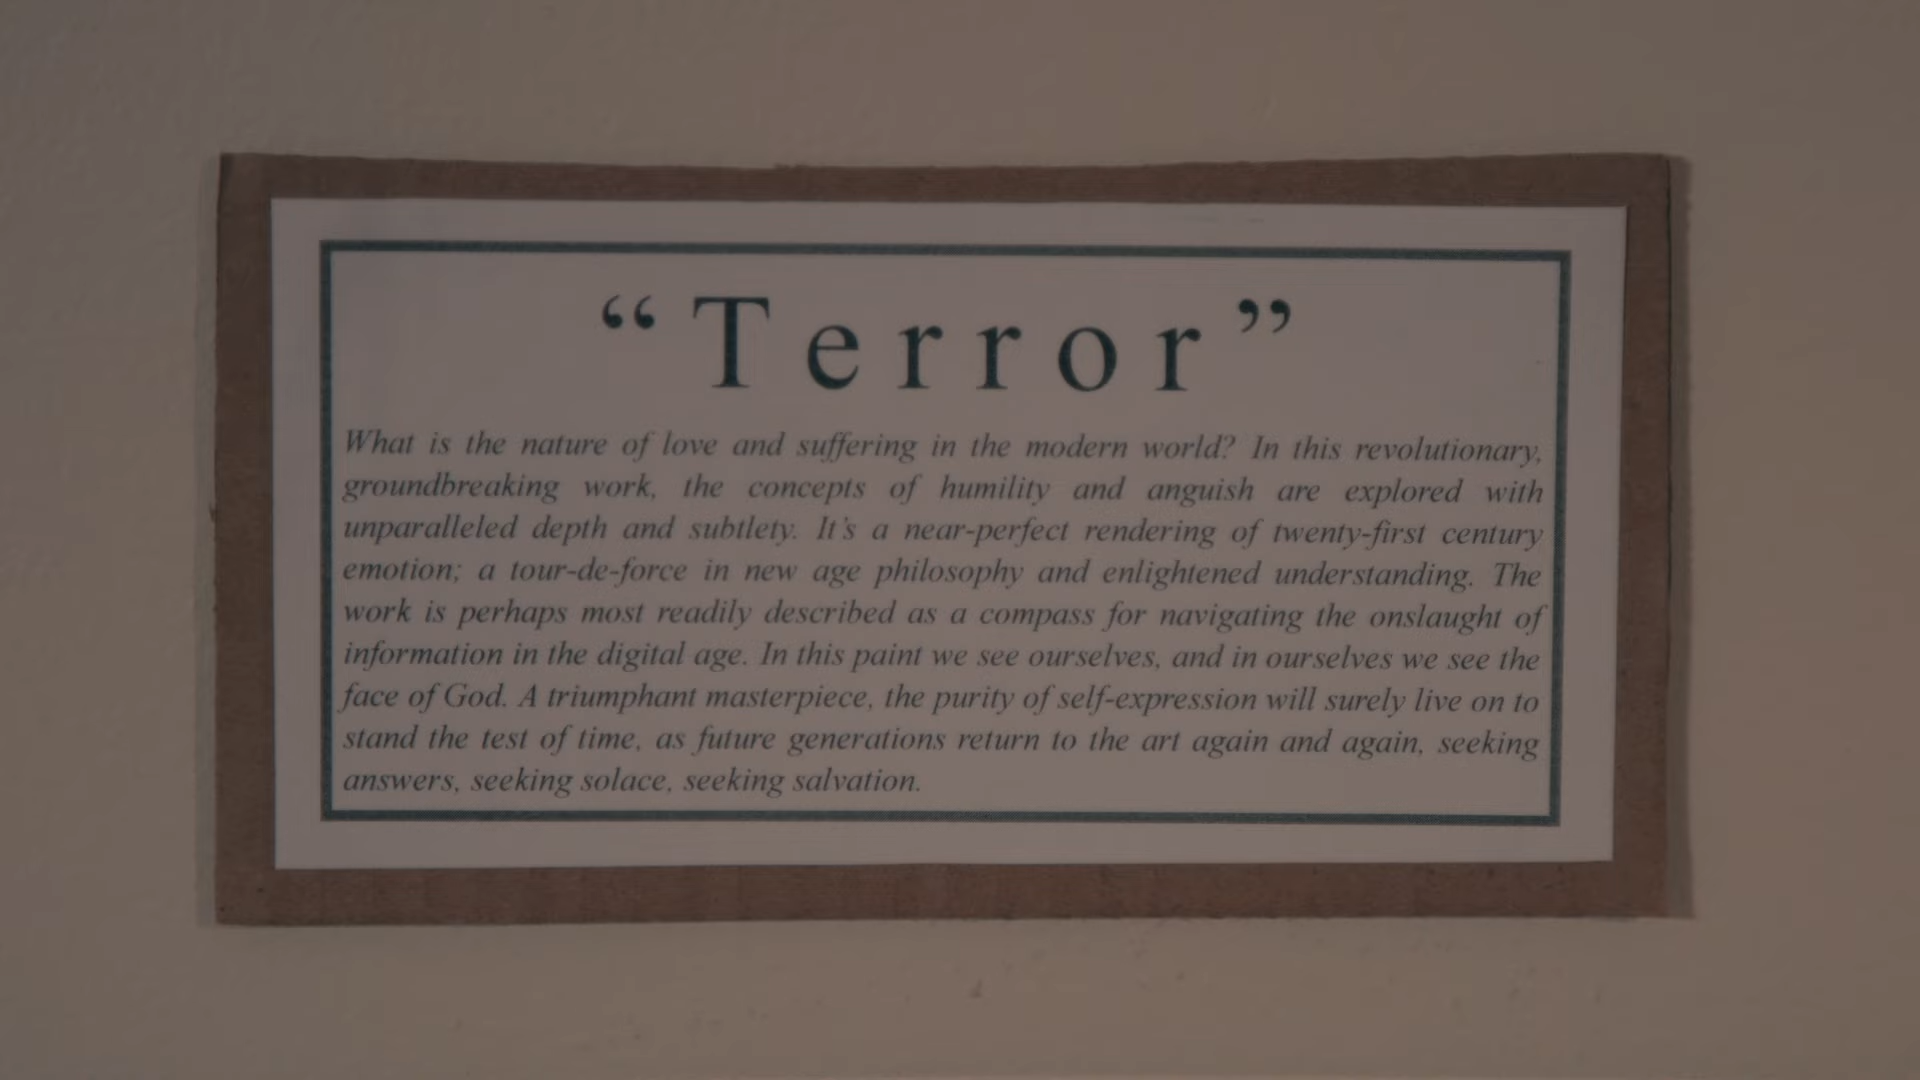 “Terror”
What is the nature of love and suffering in the modern world? In this revolutionary,
groundbreaking work, the concepts of humility and anguish are explored with
unparalleled depth and subtlety. It’s a near-perfect rendering of twenty-first century
emotion; a tour-de-force in new age philosophy and enlightened understanding. The
work is perhaps most readily described as a compass for navigating the onslaught of
information in the digital age. In this paint we see ourselves, and in ourselves we see the
face of God. A triumphant masterpiece, the purity of self-expression will surely live on to
stand the test of time, as future generations return to the art again and again, seeking
answers, seeking solace, seeking salvation.